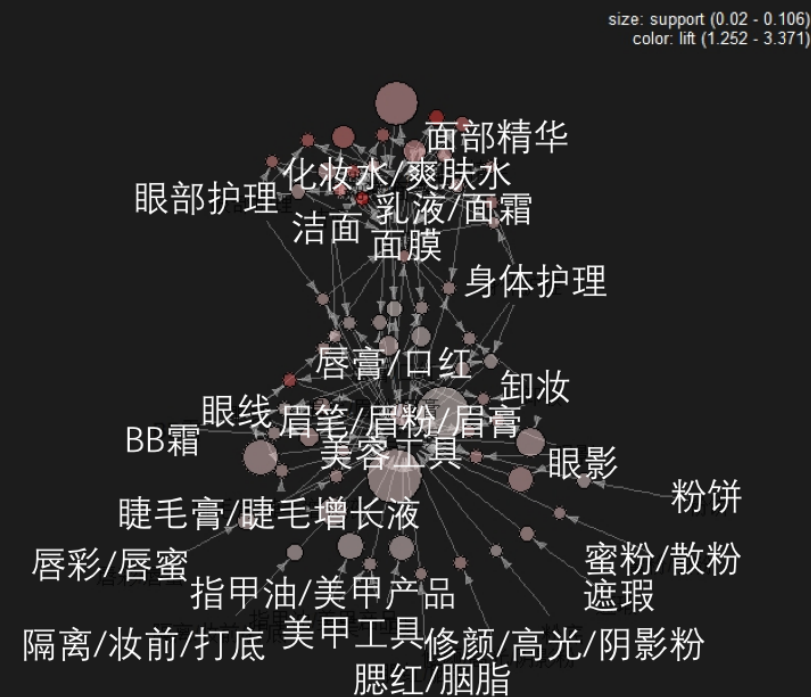 size: support (0.02 - 0.106)
color: lift (1.252 - 3.371)
面部精华
化妆水/爽肤水
眼部护理
乳液/面霜
洁面
面膜
身体护理
唇膏/口红
卸妆
眼线
眉笔/眉粉/眉膏
BB霜
美容工具
眼影
粉饼
睫毛膏/睫毛增长液
唇彩/唇蜜
蜜粉/散粉
指甲油/美甲产品
遮瑕
隔离/妆前/打底
美甲工具
修颜/高光/阴影粉
腮红/胭脂